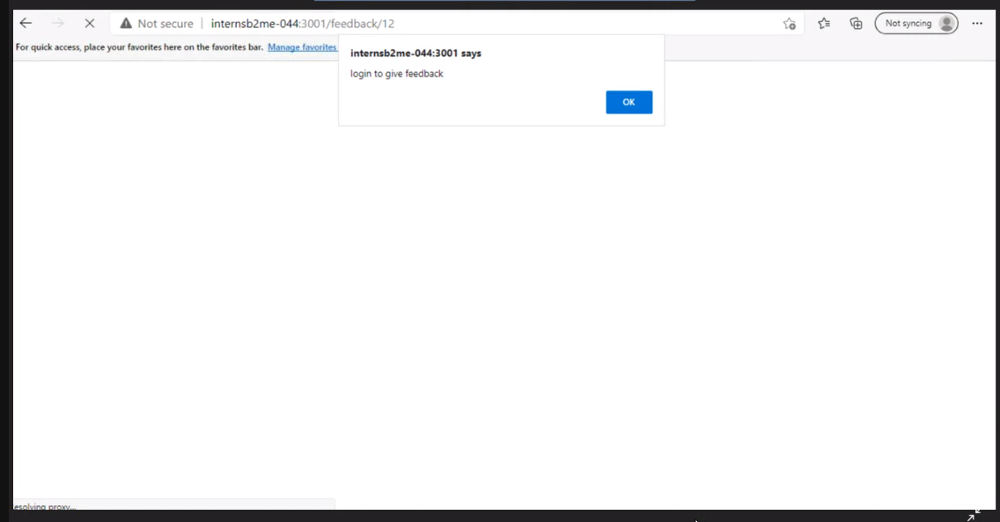 Not secure | internsb2me-044:3001/feedback/12
Not syncing
For quick access, place your favorites here on the favorites bar. Manage favorites
internsb2me-044:3001 says
login to give feedback
OK
esolving proxy...